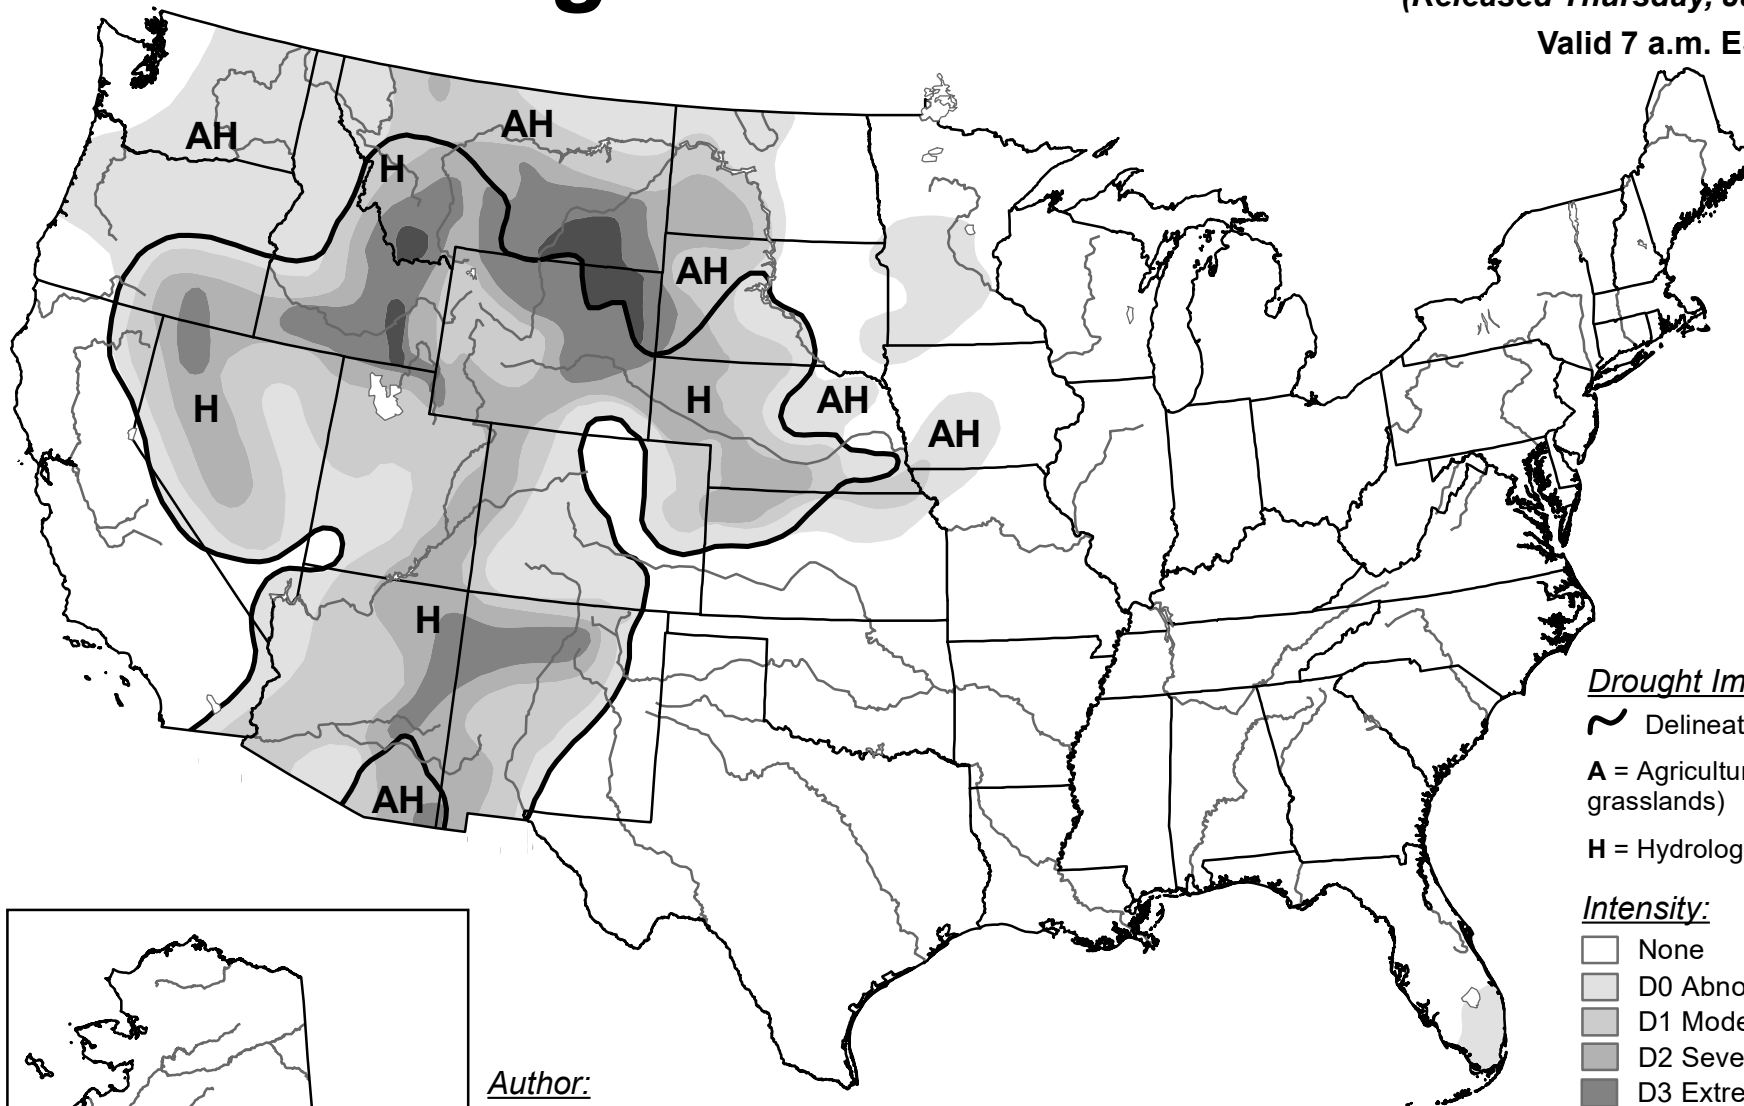 (Released Thursday,
Valid 7 a.m.
AH
AH
H
AH
H
H
AH
AH
H
AH
Drought
Delineat
A = Agricultur
grasslands)
H = Hydrolog
Intensity:
None
D0 Abno
D1 Mode
D2 Seve
D3 Extre
Author: